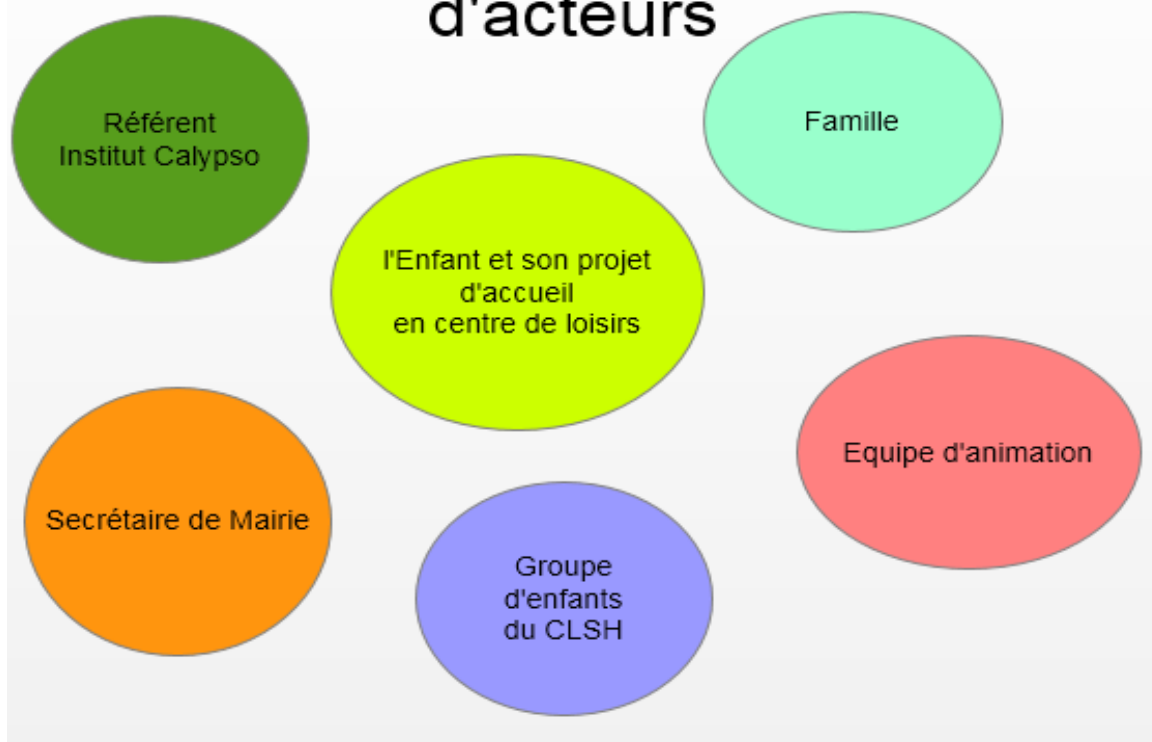 d'acteurs
Référent
Institut Calypso
Famille
l'Enfant et son projet
d'accueil
en centre de loisirs
Equipe d'animation
Secrétaire de Mairie
Groupe
d'enfants
du CLSH